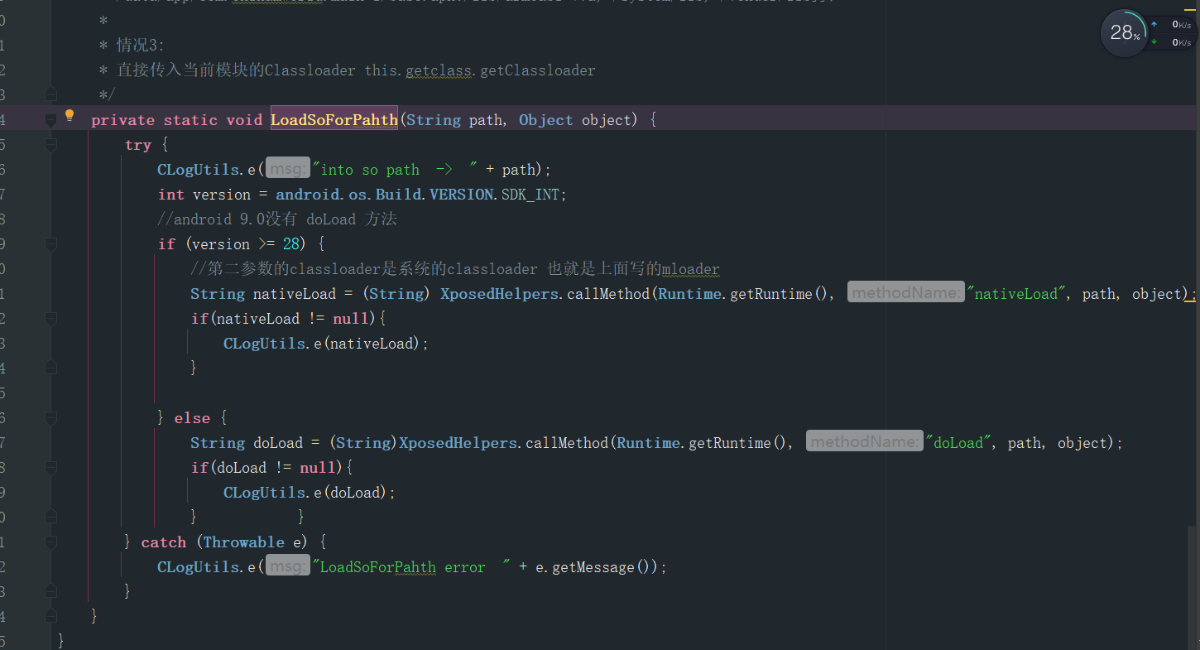 *
* 情况3:
* 直接传入当前模块的Classloader this.getclass.getClassloader
*/
private static void LoadSoForPahth(String path, Object object) {
try {
CLogUtils.e( msg: "into so path  ->  " + path);
int version = android.os.Build.VERSION.SDK_INT;
//android 9.0没有 doLoad 方法
if (version >= 28) {
//第二参数的classloader是系统的classloader 也就是上面写的mloader
String nativeLoad = (String) XposedHelpers.callMethod(Runtime.getRuntime(), methodName: "nativeLoad", path, object);
if(nativeLoad != null){
CLogUtils.e(nativeLoad);
}
} else {
String doLoad = (String)XposedHelpers.callMethod(Runtime.getRuntime(), methodName: "doLoad", path, object);
if(doLoad != null){
CLogUtils.e(doLoad);
} }
} catch (Throwable e) {
CLogUtils.e( msg: "LoadSoForPahth error  " + e.getMessage());
}
}
}
28%
0K/s
0K/s